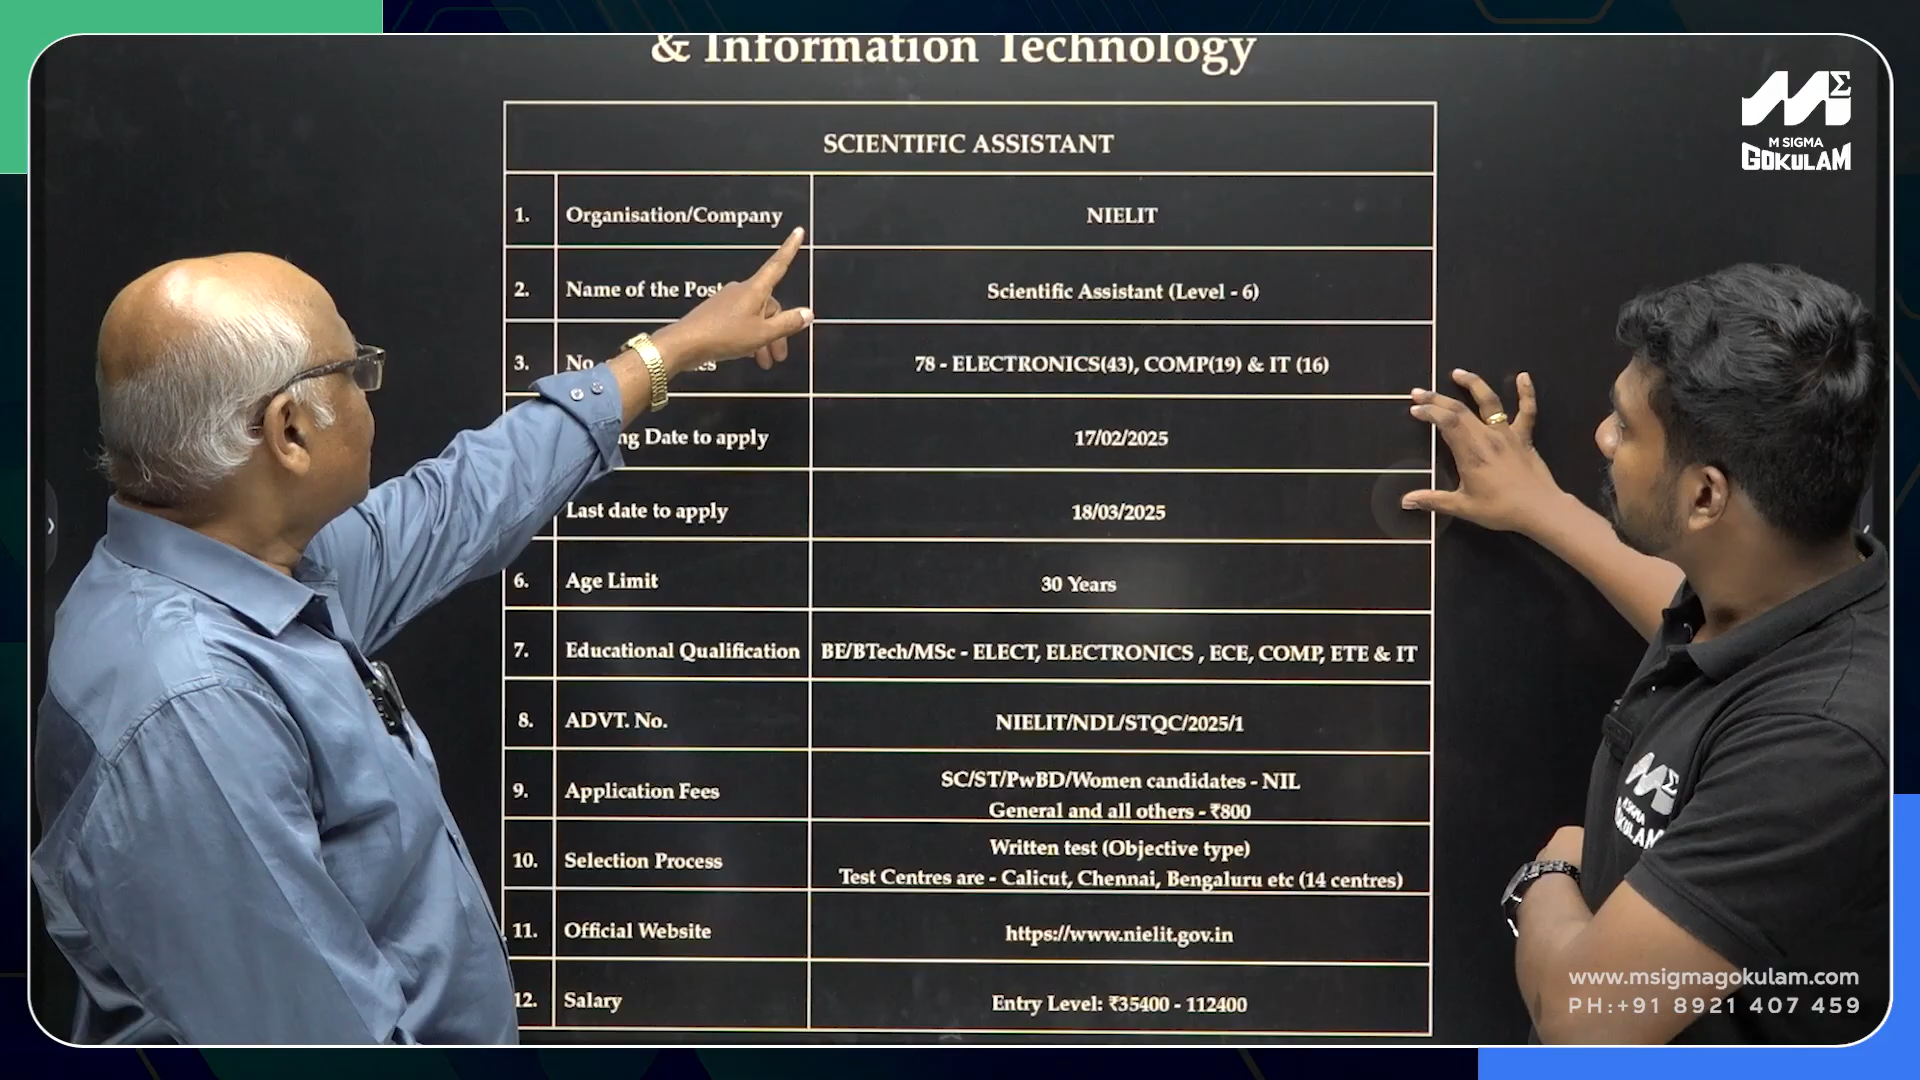 & Information Technology
SCIENTIFIC ASSISTANT
1. Organisation/Company NIELIT
2. Name of the Post Scientific Assistant (Level - 6)
3. No 78 - ELECTRONICS(43), COMP(19) & IT (16)
Date to apply 17/02/2025
Last date to apply 18/03/2025
6. Age Limit 30 Years
7. Educational Qualification BE/BTech/MSc - ELECT, ELECTRONICS , ECE, COMP, ETE & IT
8. ADVT. No. NIELIT/NDL/STQC/2025/1
9. Application Fees SC/ST/PwBD/Women candidates - NIL
General and all others - ₹800
10. Selection Process Written test (Objective type)
Test Centres are - Calicut, Chennai, Bengaluru etc (14 centres)
11. Official Website https://www.nielit.gov.in
12. Salary Entry Level: ₹35400 - 112400
M Σ
M SIGMA
GOKULAM
M Σ
M SIGMA
GOKULAM
www.msigmagokulam.com
PH:+91 8921 407 459